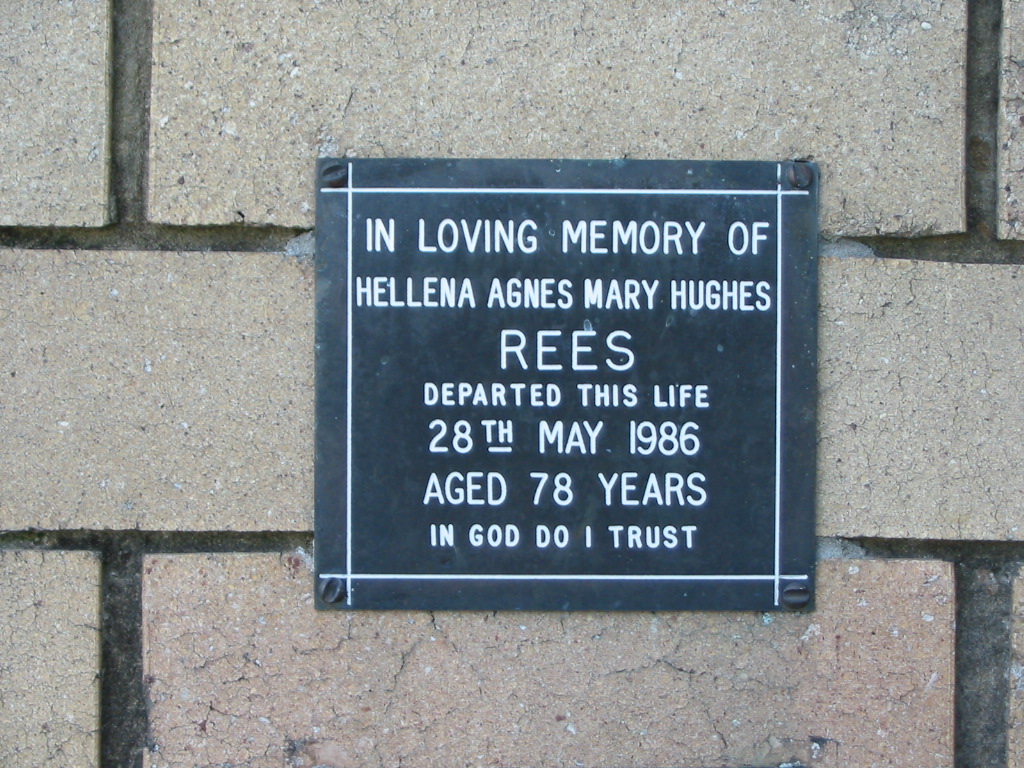 IN LOVING MEMORY OF
HELLENA AGNES MARY HUGHES
REES
DEPARTED THIS LIFE
28TH MAY 1986
AGED 78 YEARS
IN GOD DO I TRUST